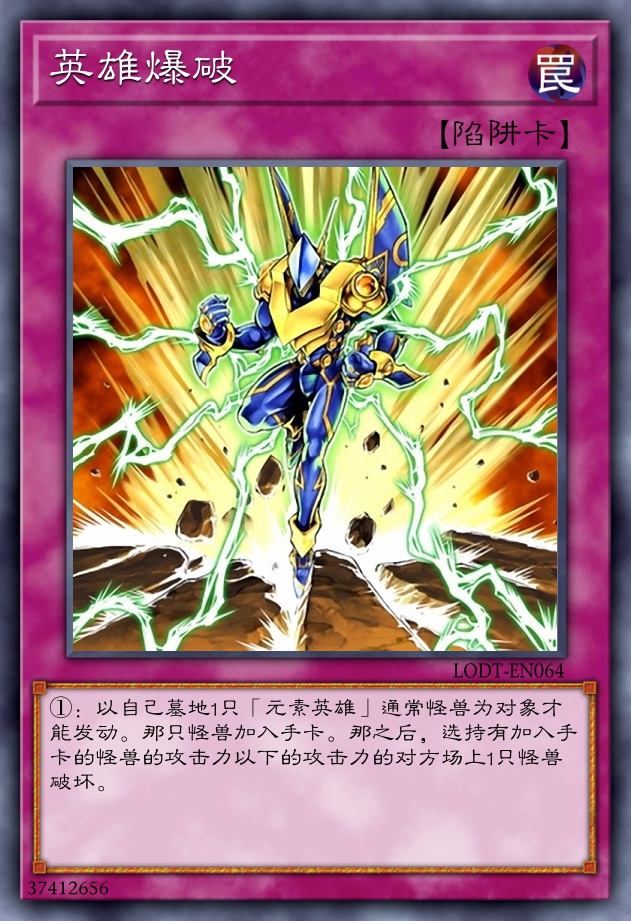 英雄爆破
罠
【陷阱卡】
LODT-EN064
①：以自己墓地1只「元素英雄」通常怪兽为对象才
能发动。那只怪兽加入手卡。那之后，选持有加入手
卡的怪兽的攻击力以下的攻击力的对方场上1只怪兽
破坏。
37412656